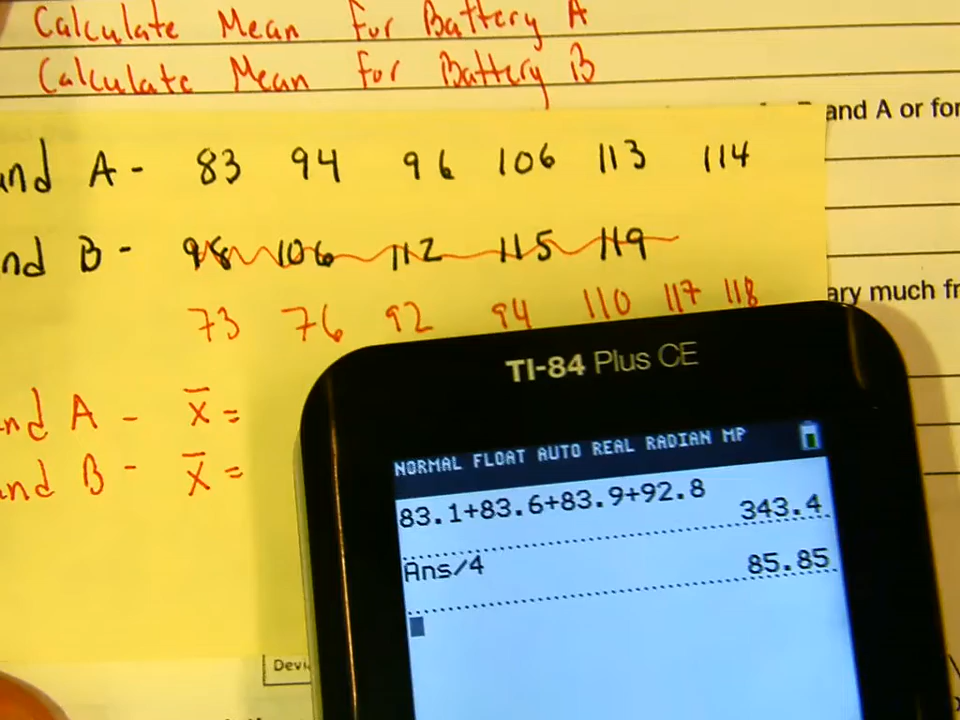 Calculate Mean for Battery A
Calculate Mean for Battery B
and A or for
and A - 83 94 96 106 113 114
nd B - 98 106 112 115 119
ary much fr
73 76 92 94 110 117 118
nd A - x̄ =
nd B - x̄ =
TI-84 Plus CE
NORMAL FLOAT AUTO REAL RADIAN MP
83.1+83.6+83.9+92.8
343.4
Ans/4
85.85
Devi